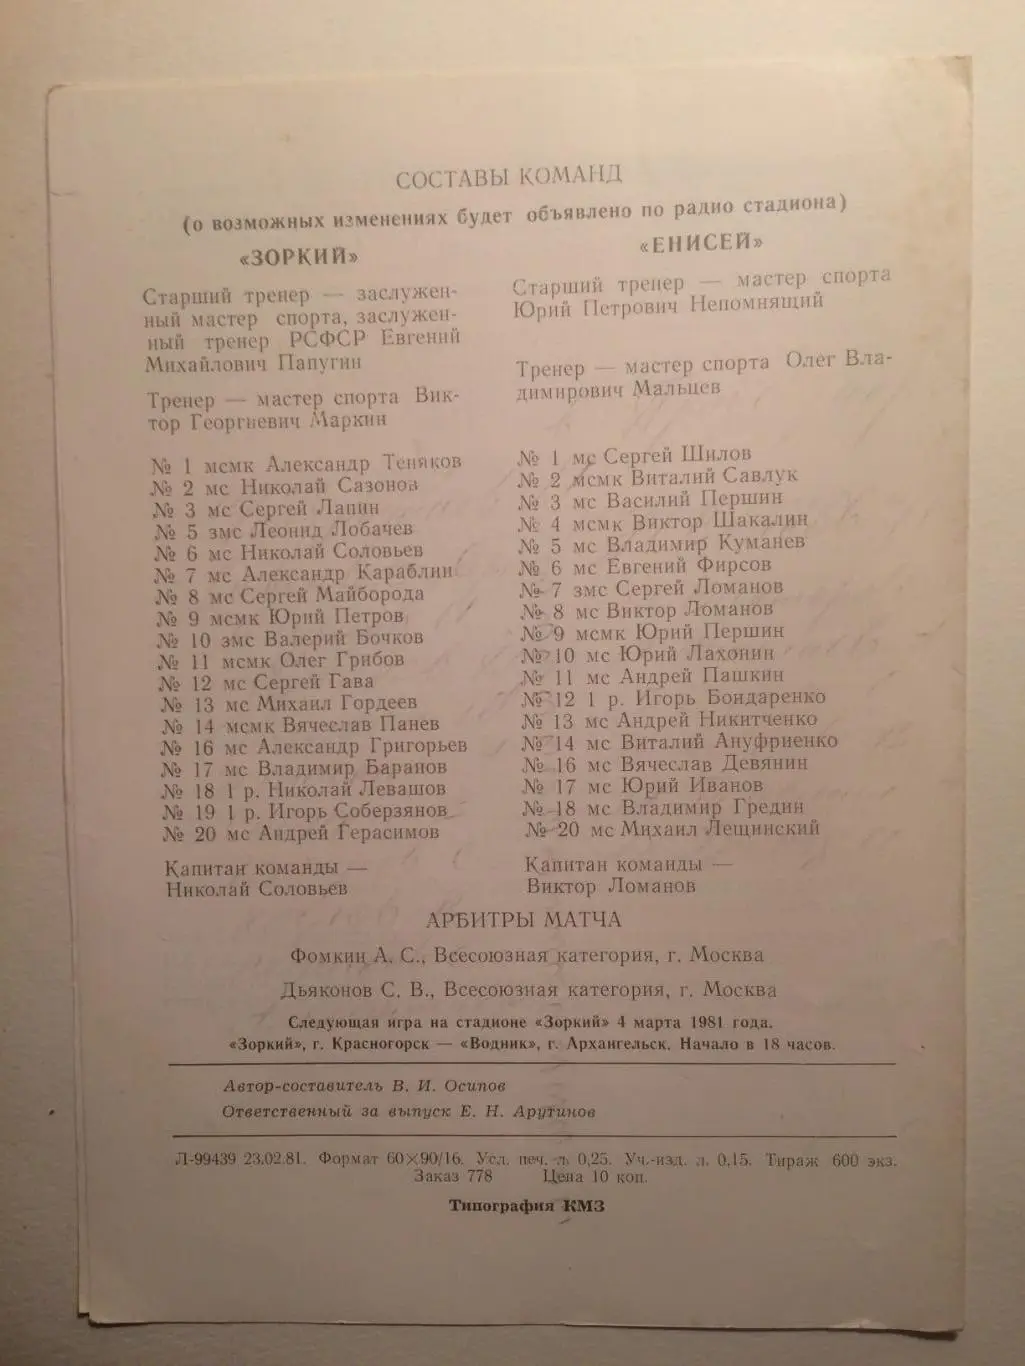 СОСТАВЫ КОМАНД
(о возможных изменениях будет объявлено по радио стадиона)
«ЗОРКИЙ»
Старший тренер — заслужен-
ный мастер спорта, заслужен-
ный тренер РСФСР Евгений
Михайлович Папугин
Тренер — мастер спорта Вик-
тор Георгиевич Маркин
№ 1 мсмк Александр Теняков
№ 2 мс Николай Сазонов
№ 3 мс Сергей Лапин
№ 5 змс Леонид Лобачев
№ 6 мс Николай Соловьев
№ 7 мс Александр Караблин
№ 8 мс Сергей Майборода
№ 9 мсмк Юрий Петров
№ 10 змс Валерий Бочков
№ 11 мсмк Олег Грибов
№ 12 мс Сергей Гава
№ 13 мс Михаил Гордеев
№ 14 мсмк Вячеслав Панев
№ 16 мс Александр Григорьев
№ 17 мс Владимир Баранов
№ 18 1 р. Николай Левашов
№ 19 1 р. Игорь Соберзянов
№ 20 мс Андрей Герасимов
Капитан команды —
Николай Соловьев
«ЕНИСЕЙ»
Старший тренер — мастер спорта
Юрий Петрович Непомнящий
Тренер — мастер спорта Олег Вла-
димирович Мальцев
№ 1 мс Сергей Шилов
№ 2 мсмк Виталий Савлук
№ 3 мс Василий Першин
№ 4 мсмк Виктор Шакалин
№ 5 мс Владимир Куманев
№ 6 мс Евгений Фирсов
№ 7 змс Сергей Ломанов
№ 8 мс Виктор Ломанов
№ 9 мсмк Юрий Першин
№ 10 мс Юрий Лахонин
№ 11 мс Андрей Пашкин
№ 12 1 р. Игорь Бондаренко
№ 13 мс Андрей Никитченко
№ 14 мс Виталий Ануфриенко
№ 16 мс Вячеслав Девянин
№ 17 мс Юрий Иванов
№ 18 мс Владимир Гредин
№ 20 мс Михаил Лещинский
Капитан команды —
Виктор Ломанов
АРБИТРЫ МАТЧА
Фомкин А. С., Всесоюзная категория, г. Москва
Дьяконов С. В., Всесоюзная категория, г. Москва
Следующая игра на стадионе «Зоркий» 4 марта 1981 года.
«Зоркий», г. Красногорск — «Водник», г. Архангельск. Начало в 18 часов.
Автор-составитель В. И. Осипов
Ответственный за выпуск Е. Н. Арутинов
Л-99439 23.02.81. Формат 60×90/16. Усл. печ. л. 0,25. Уч.-изд. л. 0,15. Тираж 600 экз.
Заказ 778 Цена 10 коп.
Типография КМЗ